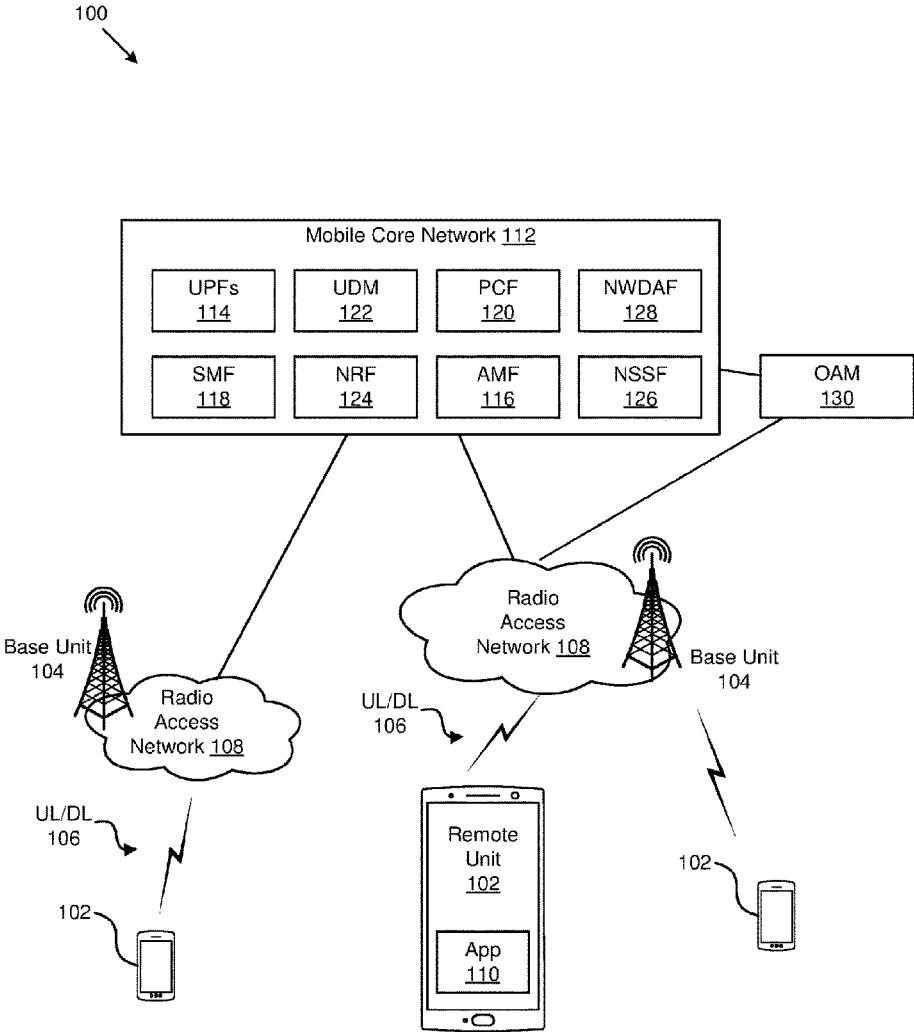 100
Mobile Core Network 112
UPFs
114
UDM
122
PCF
120
NWDAF
128
SMF
118
NRF
124
AMF
116
NSSF
126
OAM
130
Base Unit
104
Radio
Access
Network 108
Radio
Access
Network 108
Base Unit
104
UL/DL
106
UL/DL
106
Remote
Unit
102
App
110
102
102